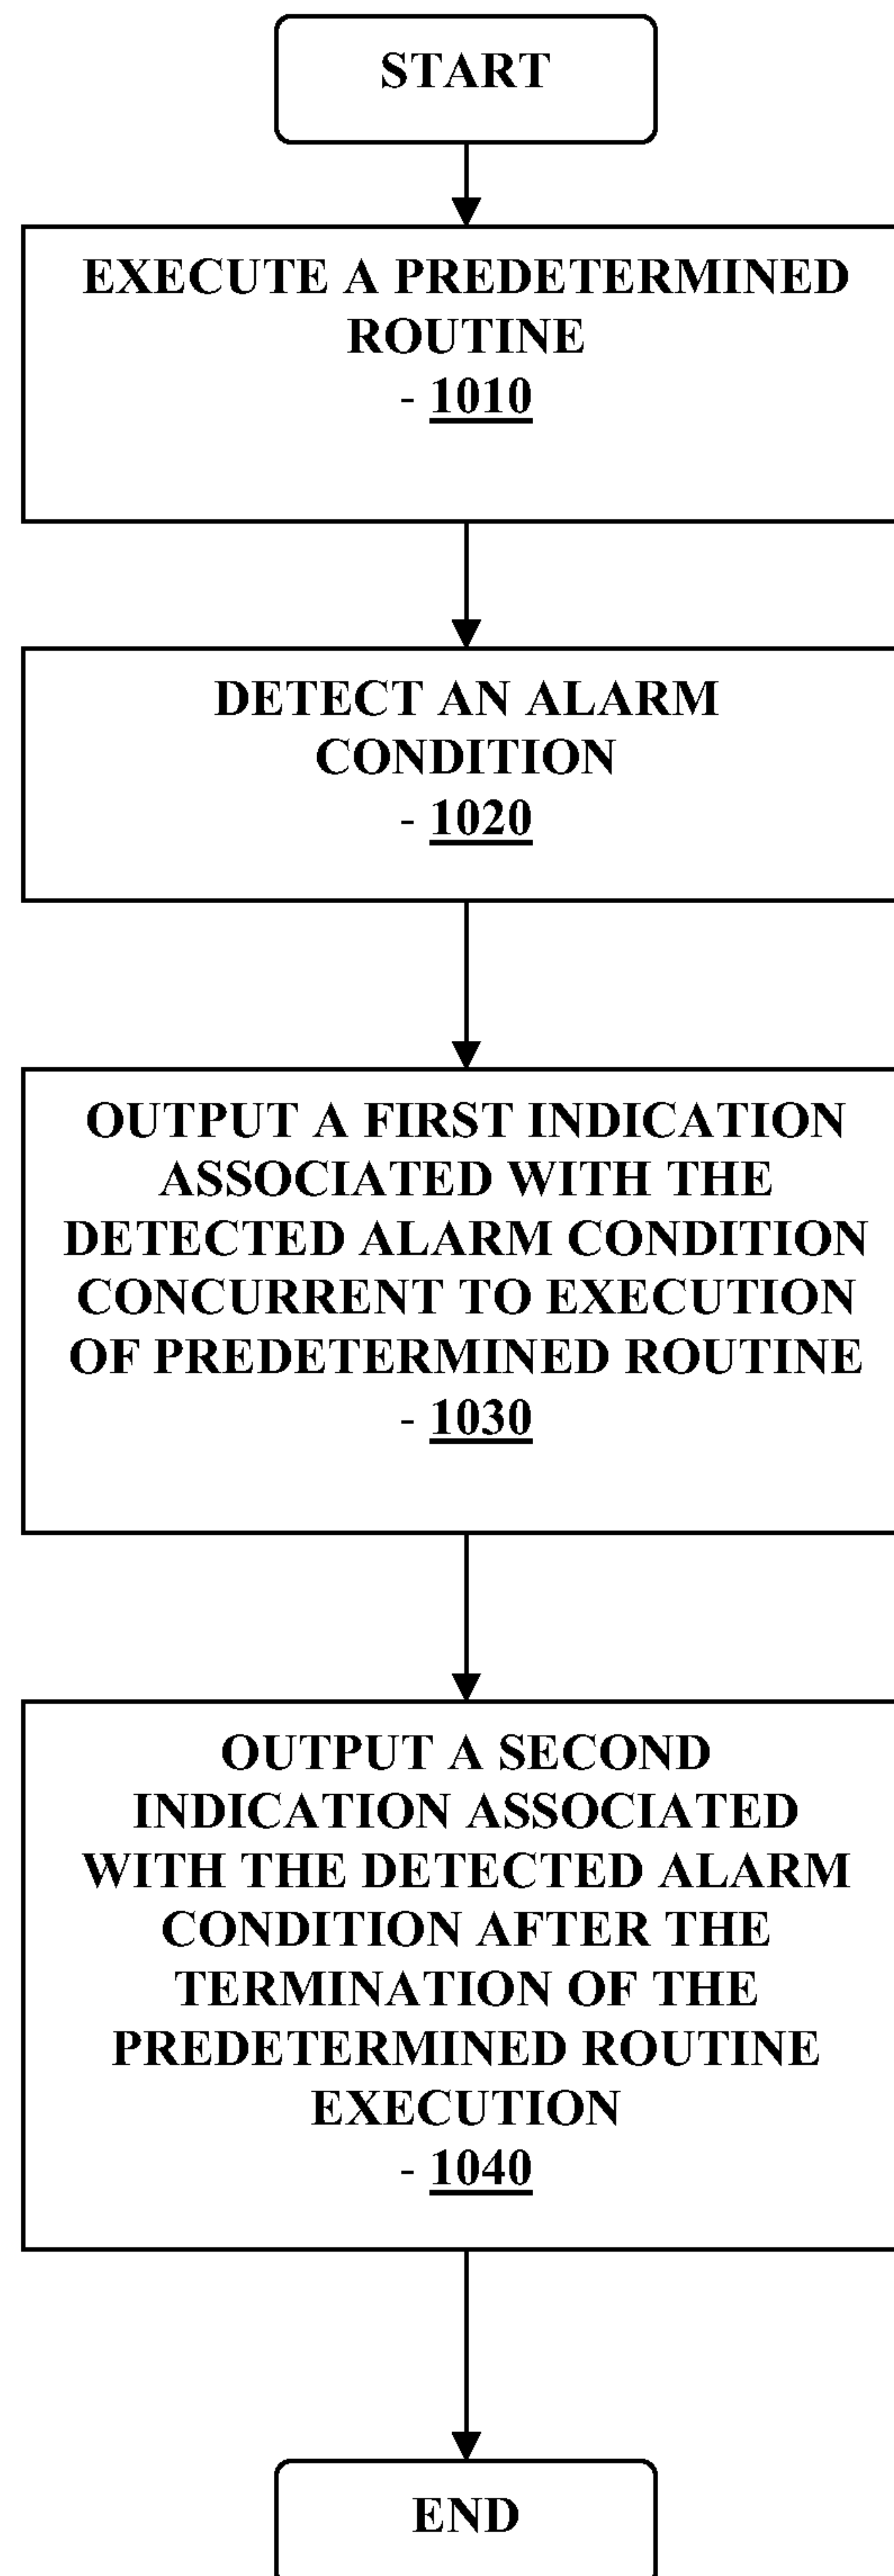 START
EXECUTE A PREDETERMINED
ROUTINE
- 1010
DETECT AN ALARM
CONDITION
- 1020
OUTPUT A FIRST INDICATION
ASSOCIATED WITH THE
DETECTED ALARM CONDITION
CONCURRENT TO EXECUTION
OF PREDETERMINED ROUTINE
- 1030
OUTPUT A SECOND
INDICATION ASSOCIATED
WITH THE DETECTED ALARM
CONDITION AFTER THE
TERMINATION OF THE
PREDETERMINED ROUTINE
EXECUTION
- 1040
END